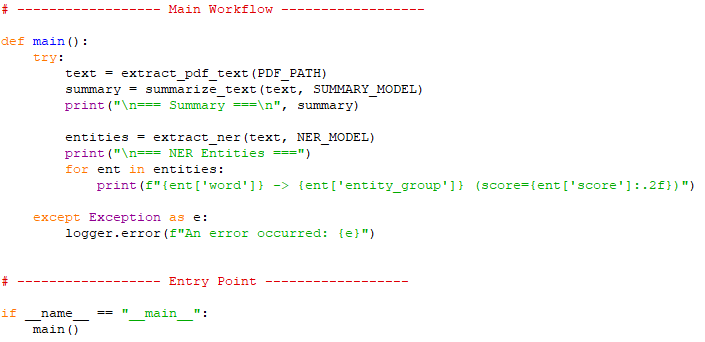 # ------------------ Main Workflow ------------------
def main():
    try:
        text = extract_pdf_text(PDF_PATH)
        summary = summarize_text(text, SUMMARY_MODEL)
        print("\n=== Summary ===\n", summary)
        entities = extract_ner(text, NER_MODEL)
        print("\n=== NER Entities ===")
        for ent in entities:
            print(f"{ent['word']} -> {ent['entity_group']} (score={ent['score']:.2f})")
    except Exception as e:
        logger.error(f"An error occurred: {e}")
# ------------------ Entry Point ------------------
if __name__ == "__main__":
    main()